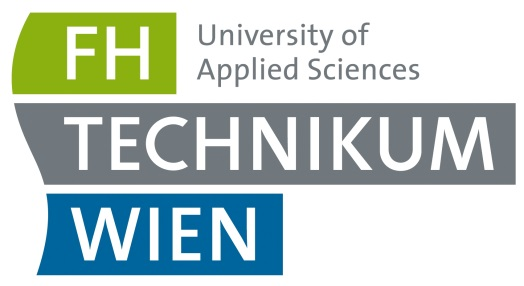 FH
University of
Applied Sciences
TECHNIKUM
WIEN